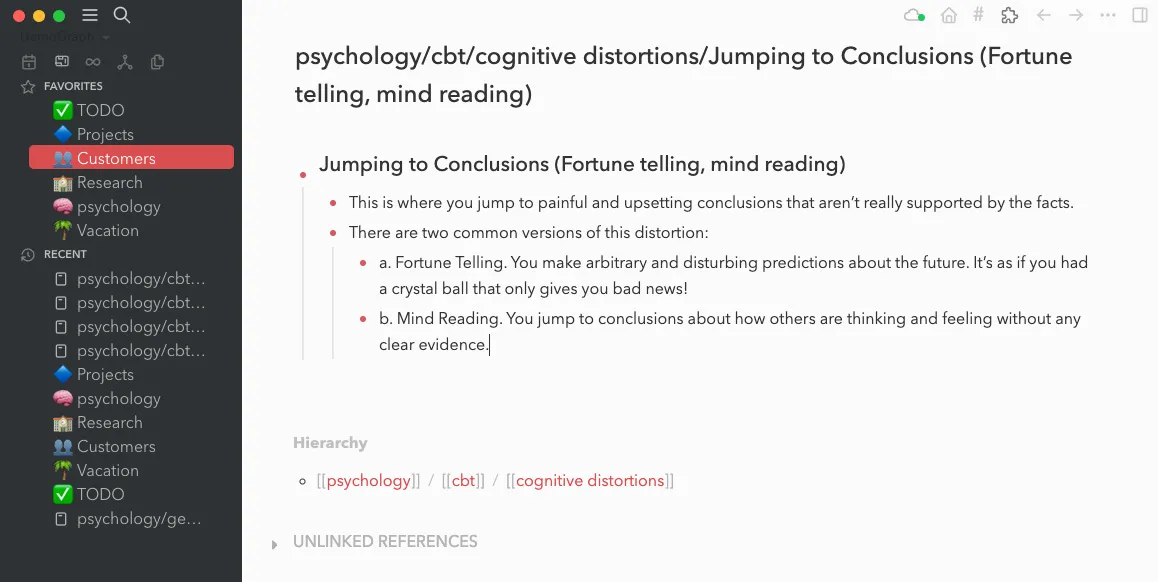 DemoGraph
FAVORITES
✅ TODO
🔷 Projects
👥 Customers
🏫 Research
🧠 psychology
🌴 Vacation
RECENT
psychology/cbt…
psychology/cbt…
psychology/cbt…
psychology/cbt…
🔷 Projects
🧠 psychology
🏫 Research
👥 Customers
🌴 Vacation
✅ TODO
psychology/ge…
psychology/cbt/cognitive distortions/Jumping to Conclusions (Fortune
telling, mind reading)
Jumping to Conclusions (Fortune telling, mind reading)
This is where you jump to painful and upsetting conclusions that aren’t really supported by the facts.
There are two common versions of this distortion:
a. Fortune Telling. You make arbitrary and disturbing predictions about the future. It’s as if you had
a crystal ball that only gives you bad news!
b. Mind Reading. You jump to conclusions about how others are thinking and feeling without any
clear evidence.
Hierarchy
[[psychology]] / [[cbt]] / [[cognitive distortions]]
UNLINKED REFERENCES